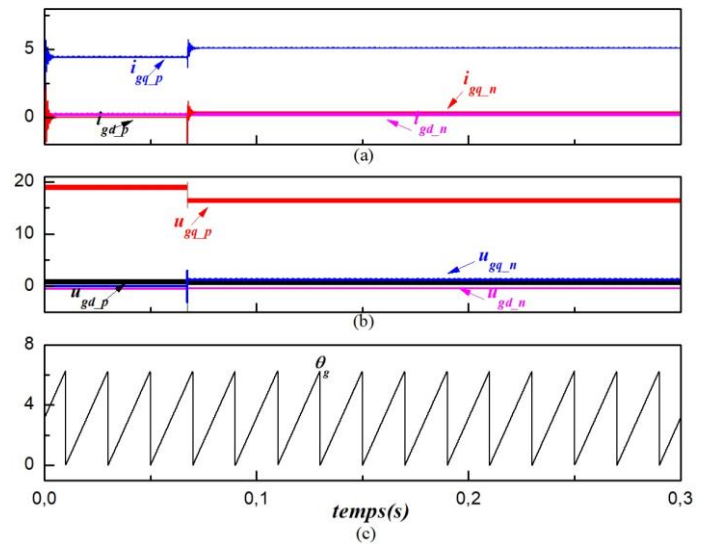 5
0
i gq_p
i gq_n
i gd_p
i gd_n
(a)
20
10
0
u gq_p
u gq_n
u gd_p
u gd_n
(b)
8
6
0
θ g
0,0
0,1
0,2
0,3
temps(s)
(c)